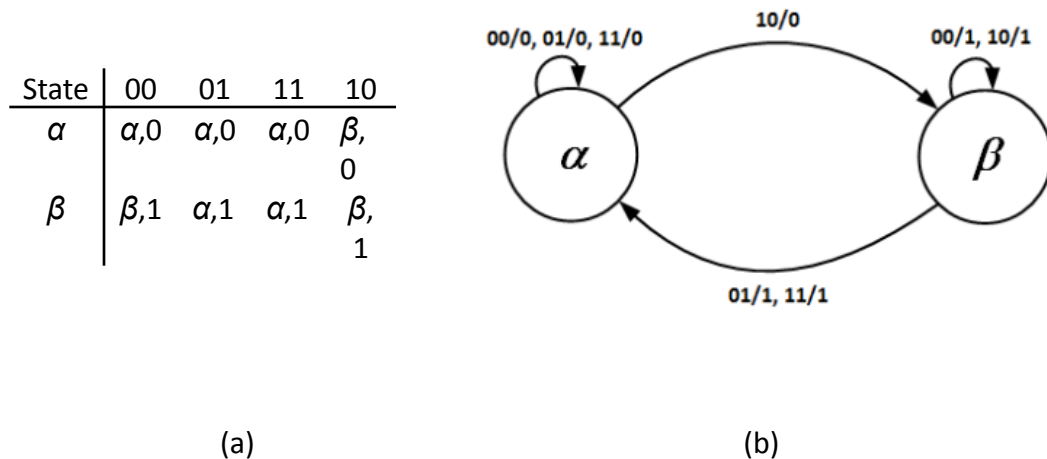 State 00 01 11 10
α α,0 α,0 α,0 β,
0
β β,1 α,1 α,1 β,
1
(a)
00/0, 01/0, 11/0
10/0
00/1, 10/1
α
β
01/1, 11/1
(b)